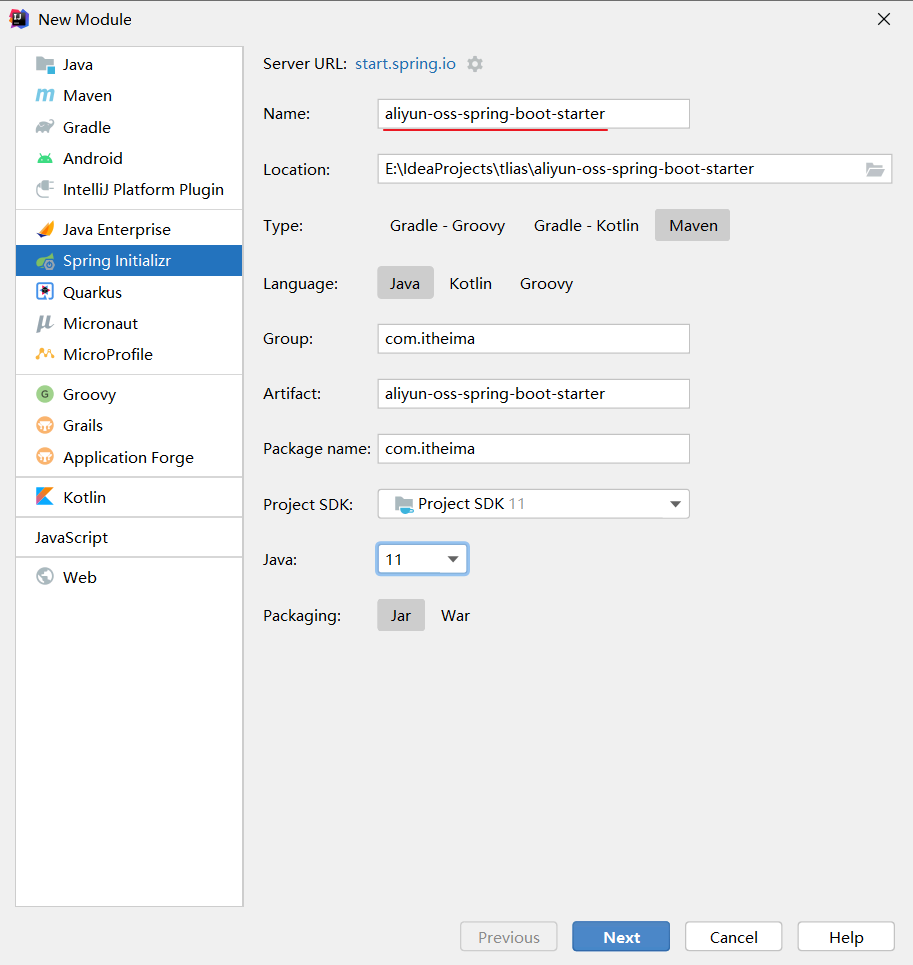 New Module
Java
Maven
Gradle
Android
IntelliJ Platform Plugin
Java Enterprise
Spring Initializr
Quarkus
Micronaut
MicroProfile
Groovy
Grails
Application Forge
Kotlin
JavaScript
Web
Server URL: start.spring.io
Name: aliyun-oss-spring-boot-starter
Location: E:\IdeaProjects\tlias\aliyun-oss-spring-boot-starter
Type: Gradle - Groovy Gradle - Kotlin Maven
Language: Java Kotlin Groovy
Group: com.itheima
Artifact: aliyun-oss-spring-boot-starter
Package name: com.itheima
Project SDK: Project SDK 11
Java: 11
Packaging: Jar War
Previous Next Cancel Help